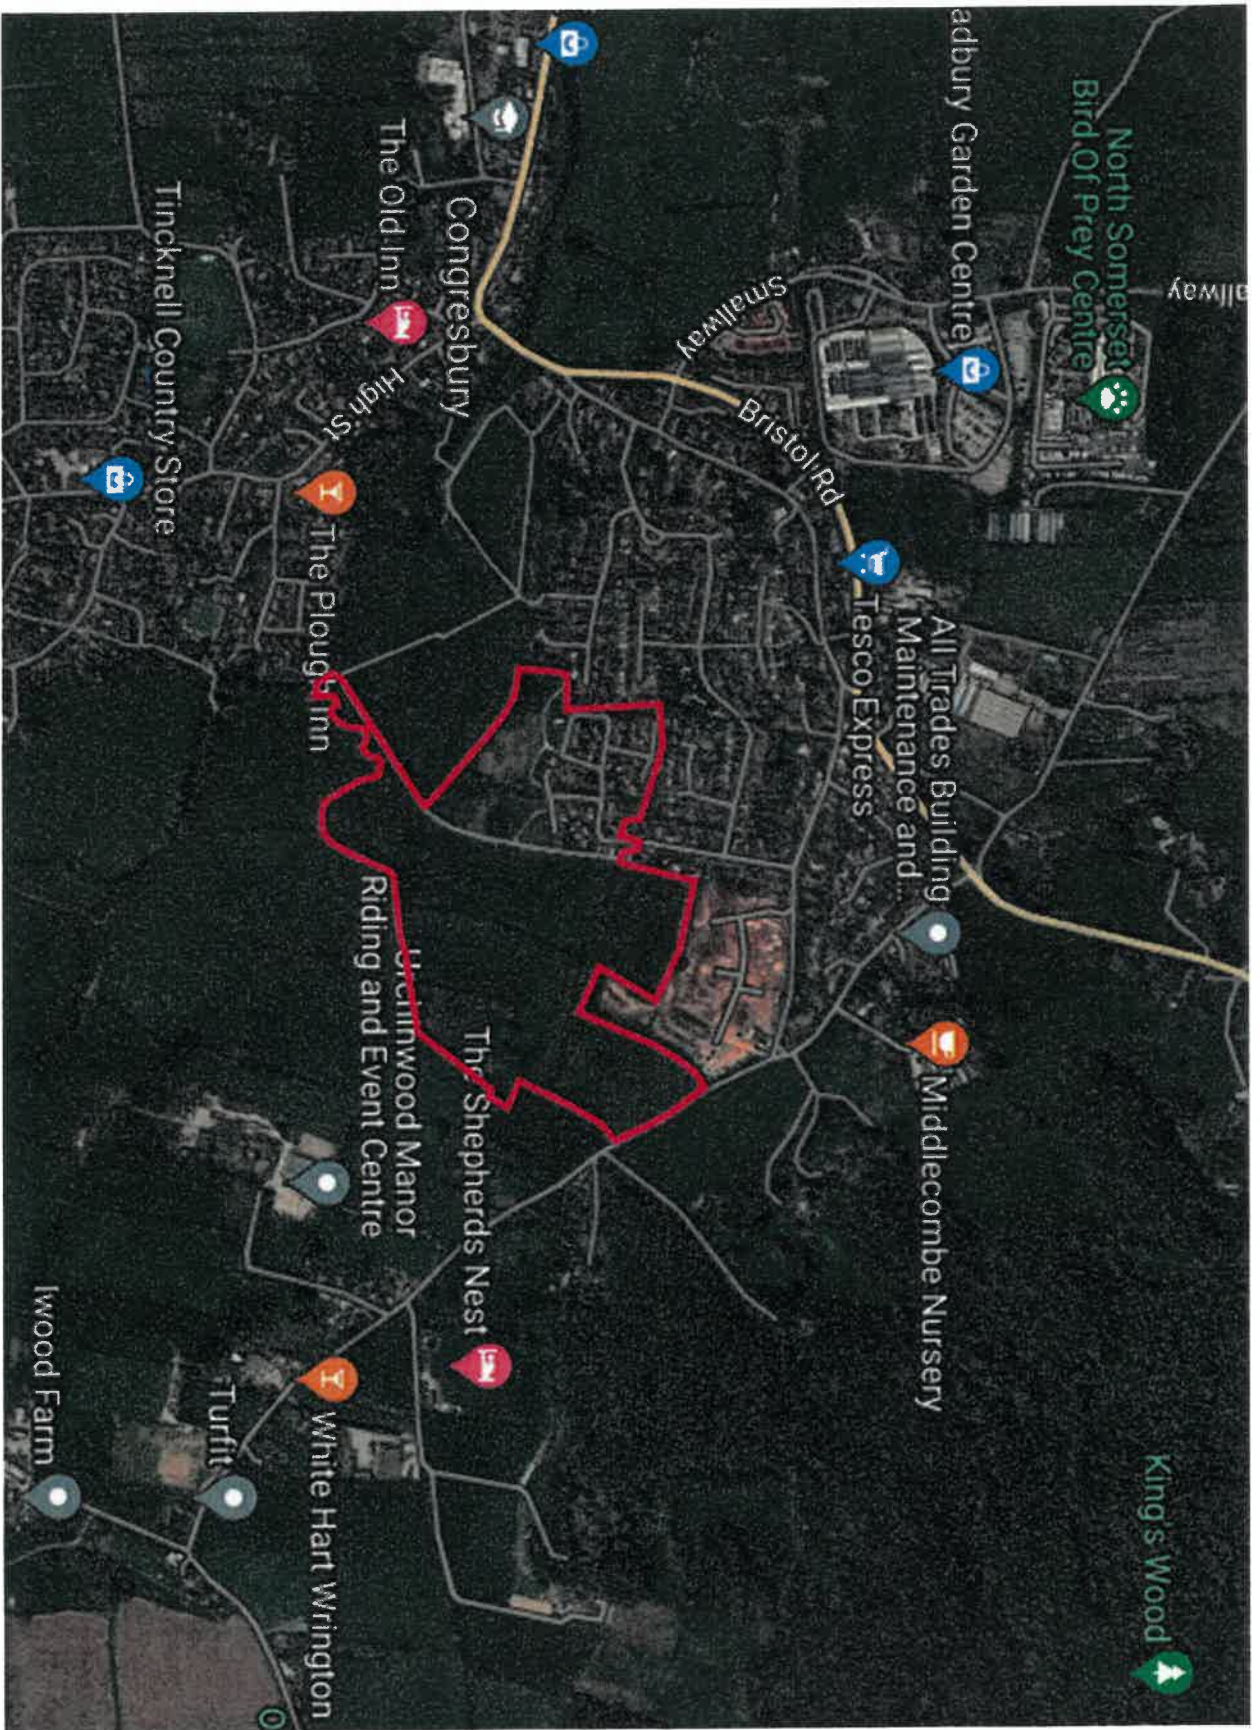 North Somerset
Bird Of Prey Centre
allway
adbury Garden Centre
King's Wood
Smallway
Bristol Rd
Tesco Express
All Trades Building
Maintenance and...
Middlecombe Nursery
Congresbury
The Old Inn
High St
The Plough Inn
Tincknell Country Store
The Shepherds Nest
Urchinwood Manor
Riding and Event Centre
White Hart Wrington
Turfit
Iwood Farm